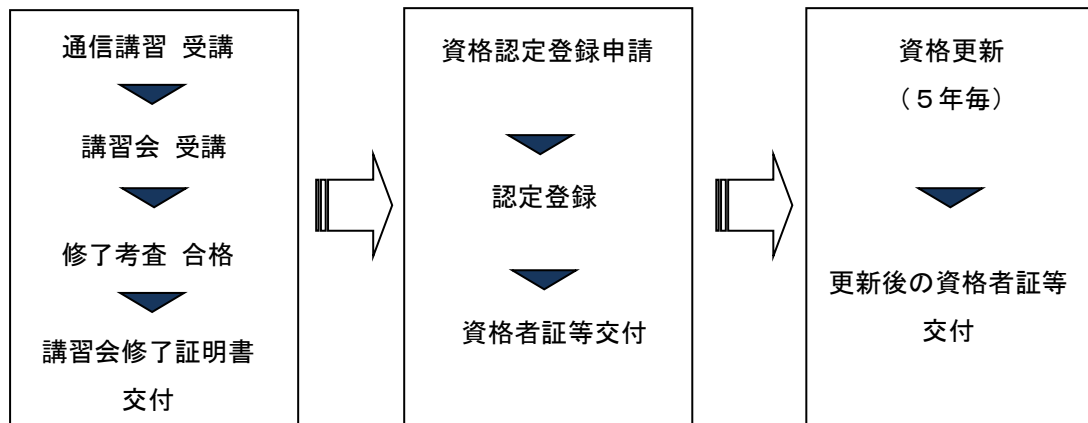 通信講習 受講
講習会 受講
修了考査 合格
講習会修了証明書
交付
資格認定登録申請
認定登録
資格者証等交付
資格更新
（５年毎）
更新後の資格者証等
交付